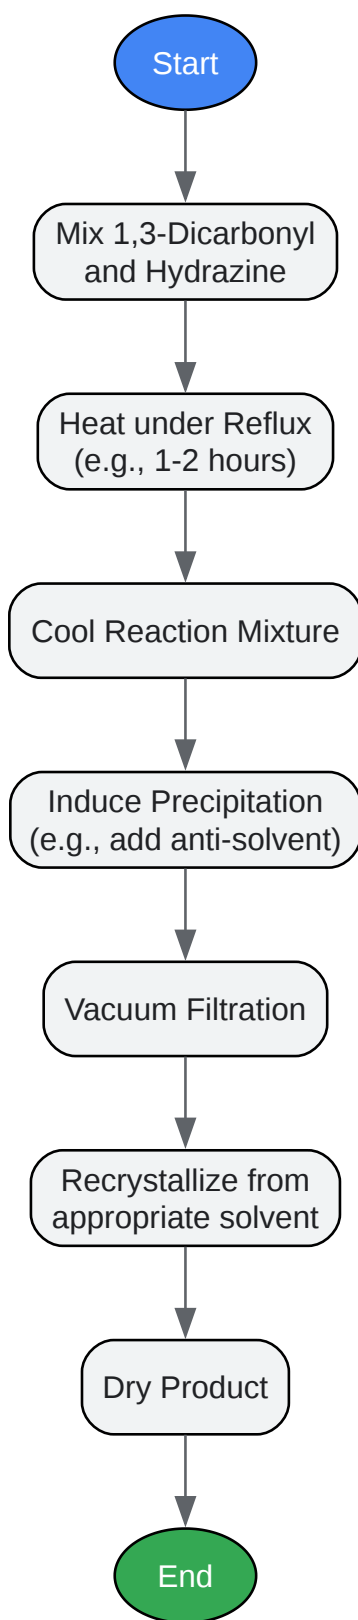 Start
Mix 1,3-Dicarbonyl
and Hydrazine
Heat under Reflux
(e.g., 1-2 hours)
Cool Reaction Mixture
Induce Precipitation
(e.g., add anti-solvent)
Vacuum Filtration
Recrystallize from
appropriate solvent
Dry Product
End